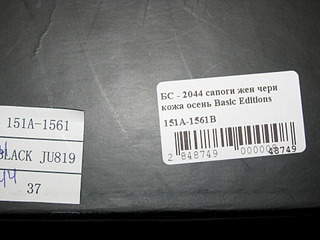 151A-1561
BLACK JU819
44
37
БС - 2044 сапоги жен черн
кожа осень Basic Editions
151A-1561B
2 848749 000000 48749